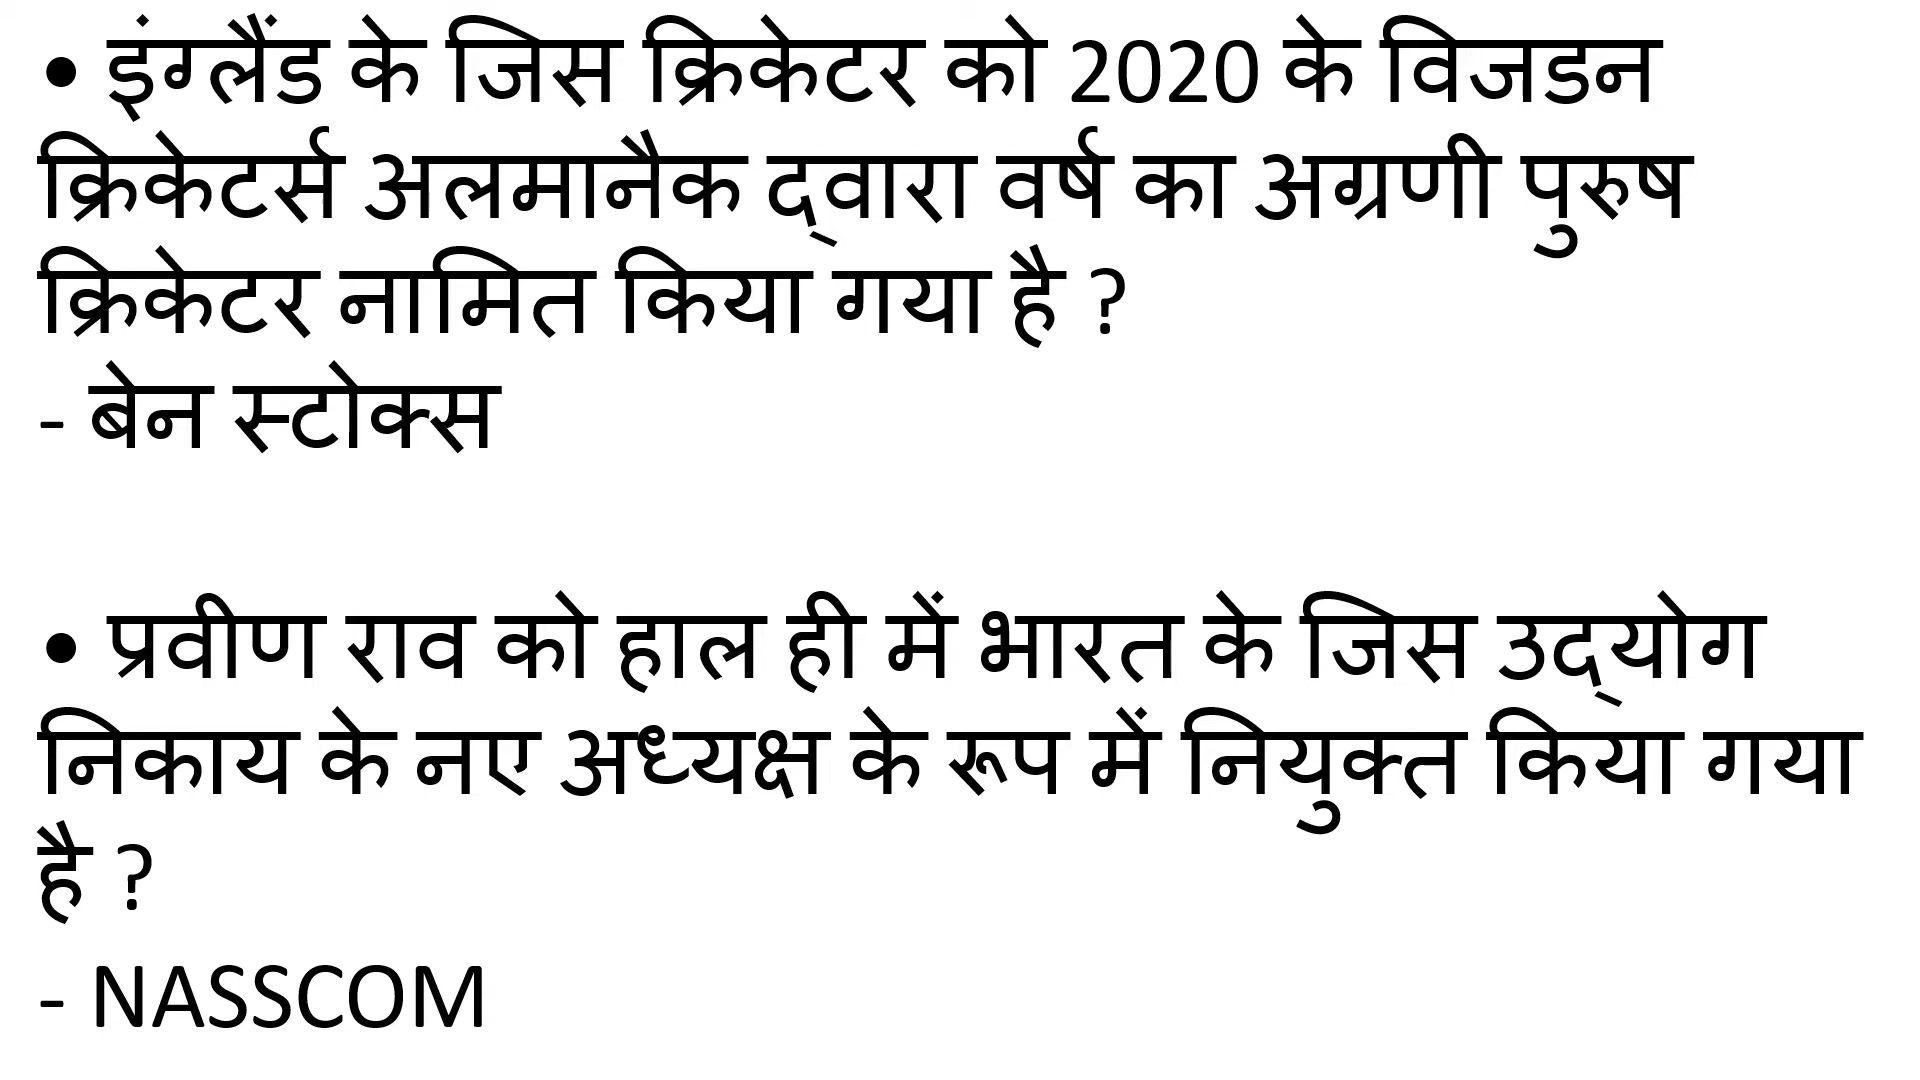 • इंग्लैंड के जिस क्रिकेटर को 2020 के विजडन
क्रिकेटर्स अलमानैक द्वारा वर्ष का अग्रणी पुरुष
क्रिकेटर नामित किया गया है ?
- बेन स्टोक्स
• प्रवीण राव को हाल ही में भारत के जिस उद्योग
निकाय के नए अध्यक्ष के रूप में नियुक्त किया गया
है ?
- NASSCOM